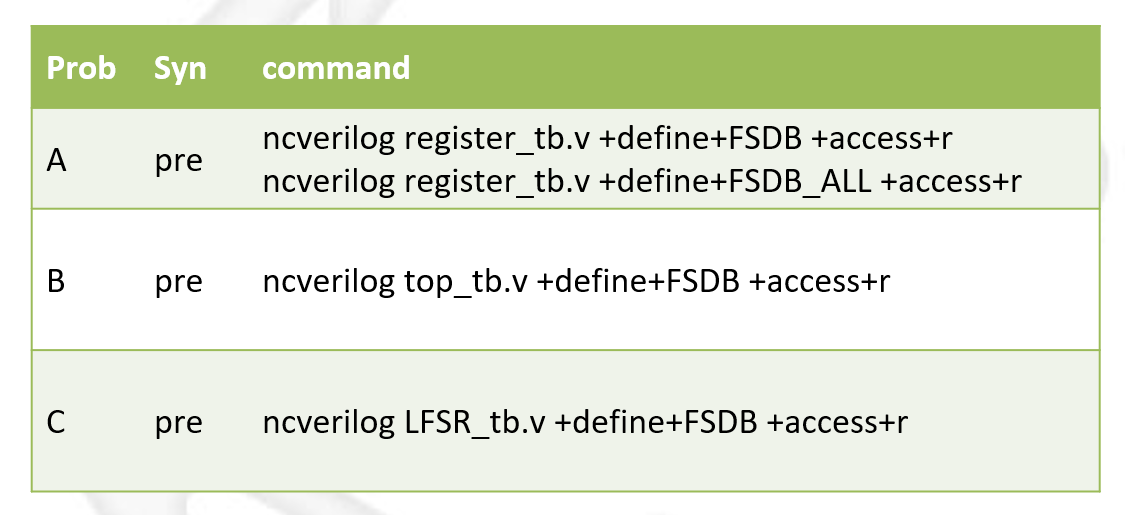 Prob Syn command
A pre ncverilog register_tb.v +define+FSDB +access+r
ncverilog register_tb.v +define+FSDB_ALL +access+r
B pre ncverilog top_tb.v +define+FSDB +access+r
C pre ncverilog LFSR_tb.v +define+FSDB +access+r